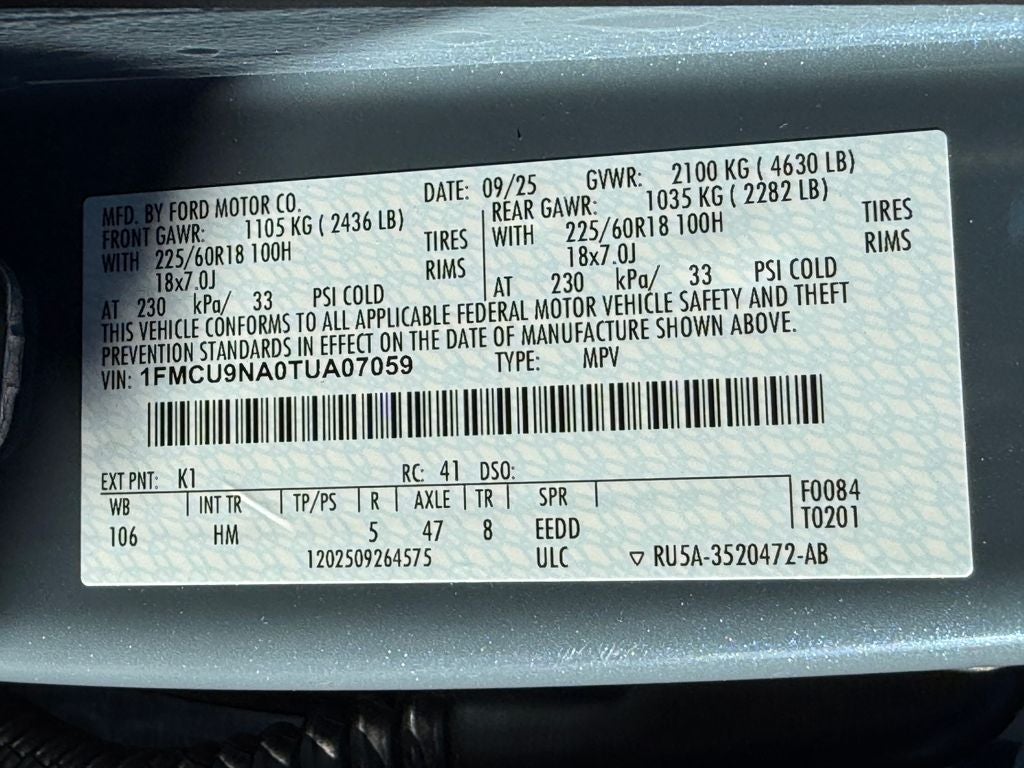 MFD. BY FORD MOTOR CO. DATE: 09/25 GVWR: 2100 KG ( 4630 LB)
FRONT GAWR: 1105 KG ( 2436 LB) REAR GAWR: 1035 KG ( 2282 LB)
WITH 225/60R18 100H TIRES WITH 225/60R18 100H TIRES
18x7.0J RIMS 18x7.0J RIMS
AT 230 kPa/ 33 PSI COLD AT 230 kPa/ 33 PSI COLD
THIS VEHICLE CONFORMS TO ALL APPLICABLE FEDERAL MOTOR VEHICLE SAFETY AND THEFT
PREVENTION STANDARDS IN EFFECT ON THE DATE OF MANUFACTURE SHOWN ABOVE.
VIN: 1FMCU9NA0TUA07059 TYPE: MPV
EXT PNT: K1 RC: 41 DSO:
WB INT TR TP/PS R AXLE TR SPR F0084
106 HM 5 47 8 EEDD T0201
1202509264575 ULC ▽ RU5A-3520472-AB